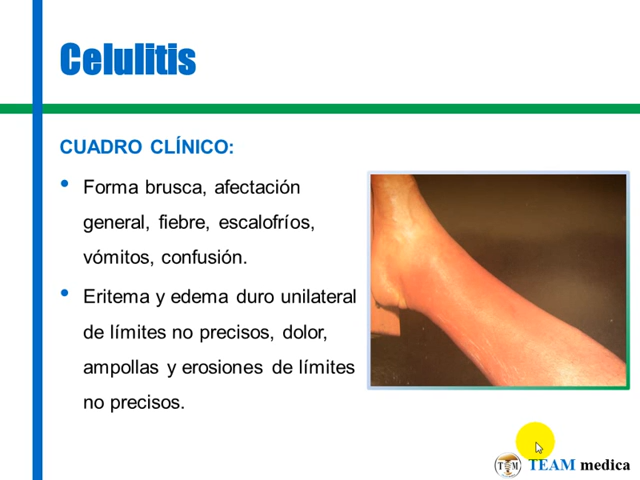 Celulitis
CUADRO CLÍNICO:
• Forma brusca, afectación
general, fiebre, escalofríos,
vómitos, confusión.
• Eritema y edema duro unilateral
de límites no precisos, dolor,
ampollas y erosiones de límites
no precisos.
TM TEAM medica